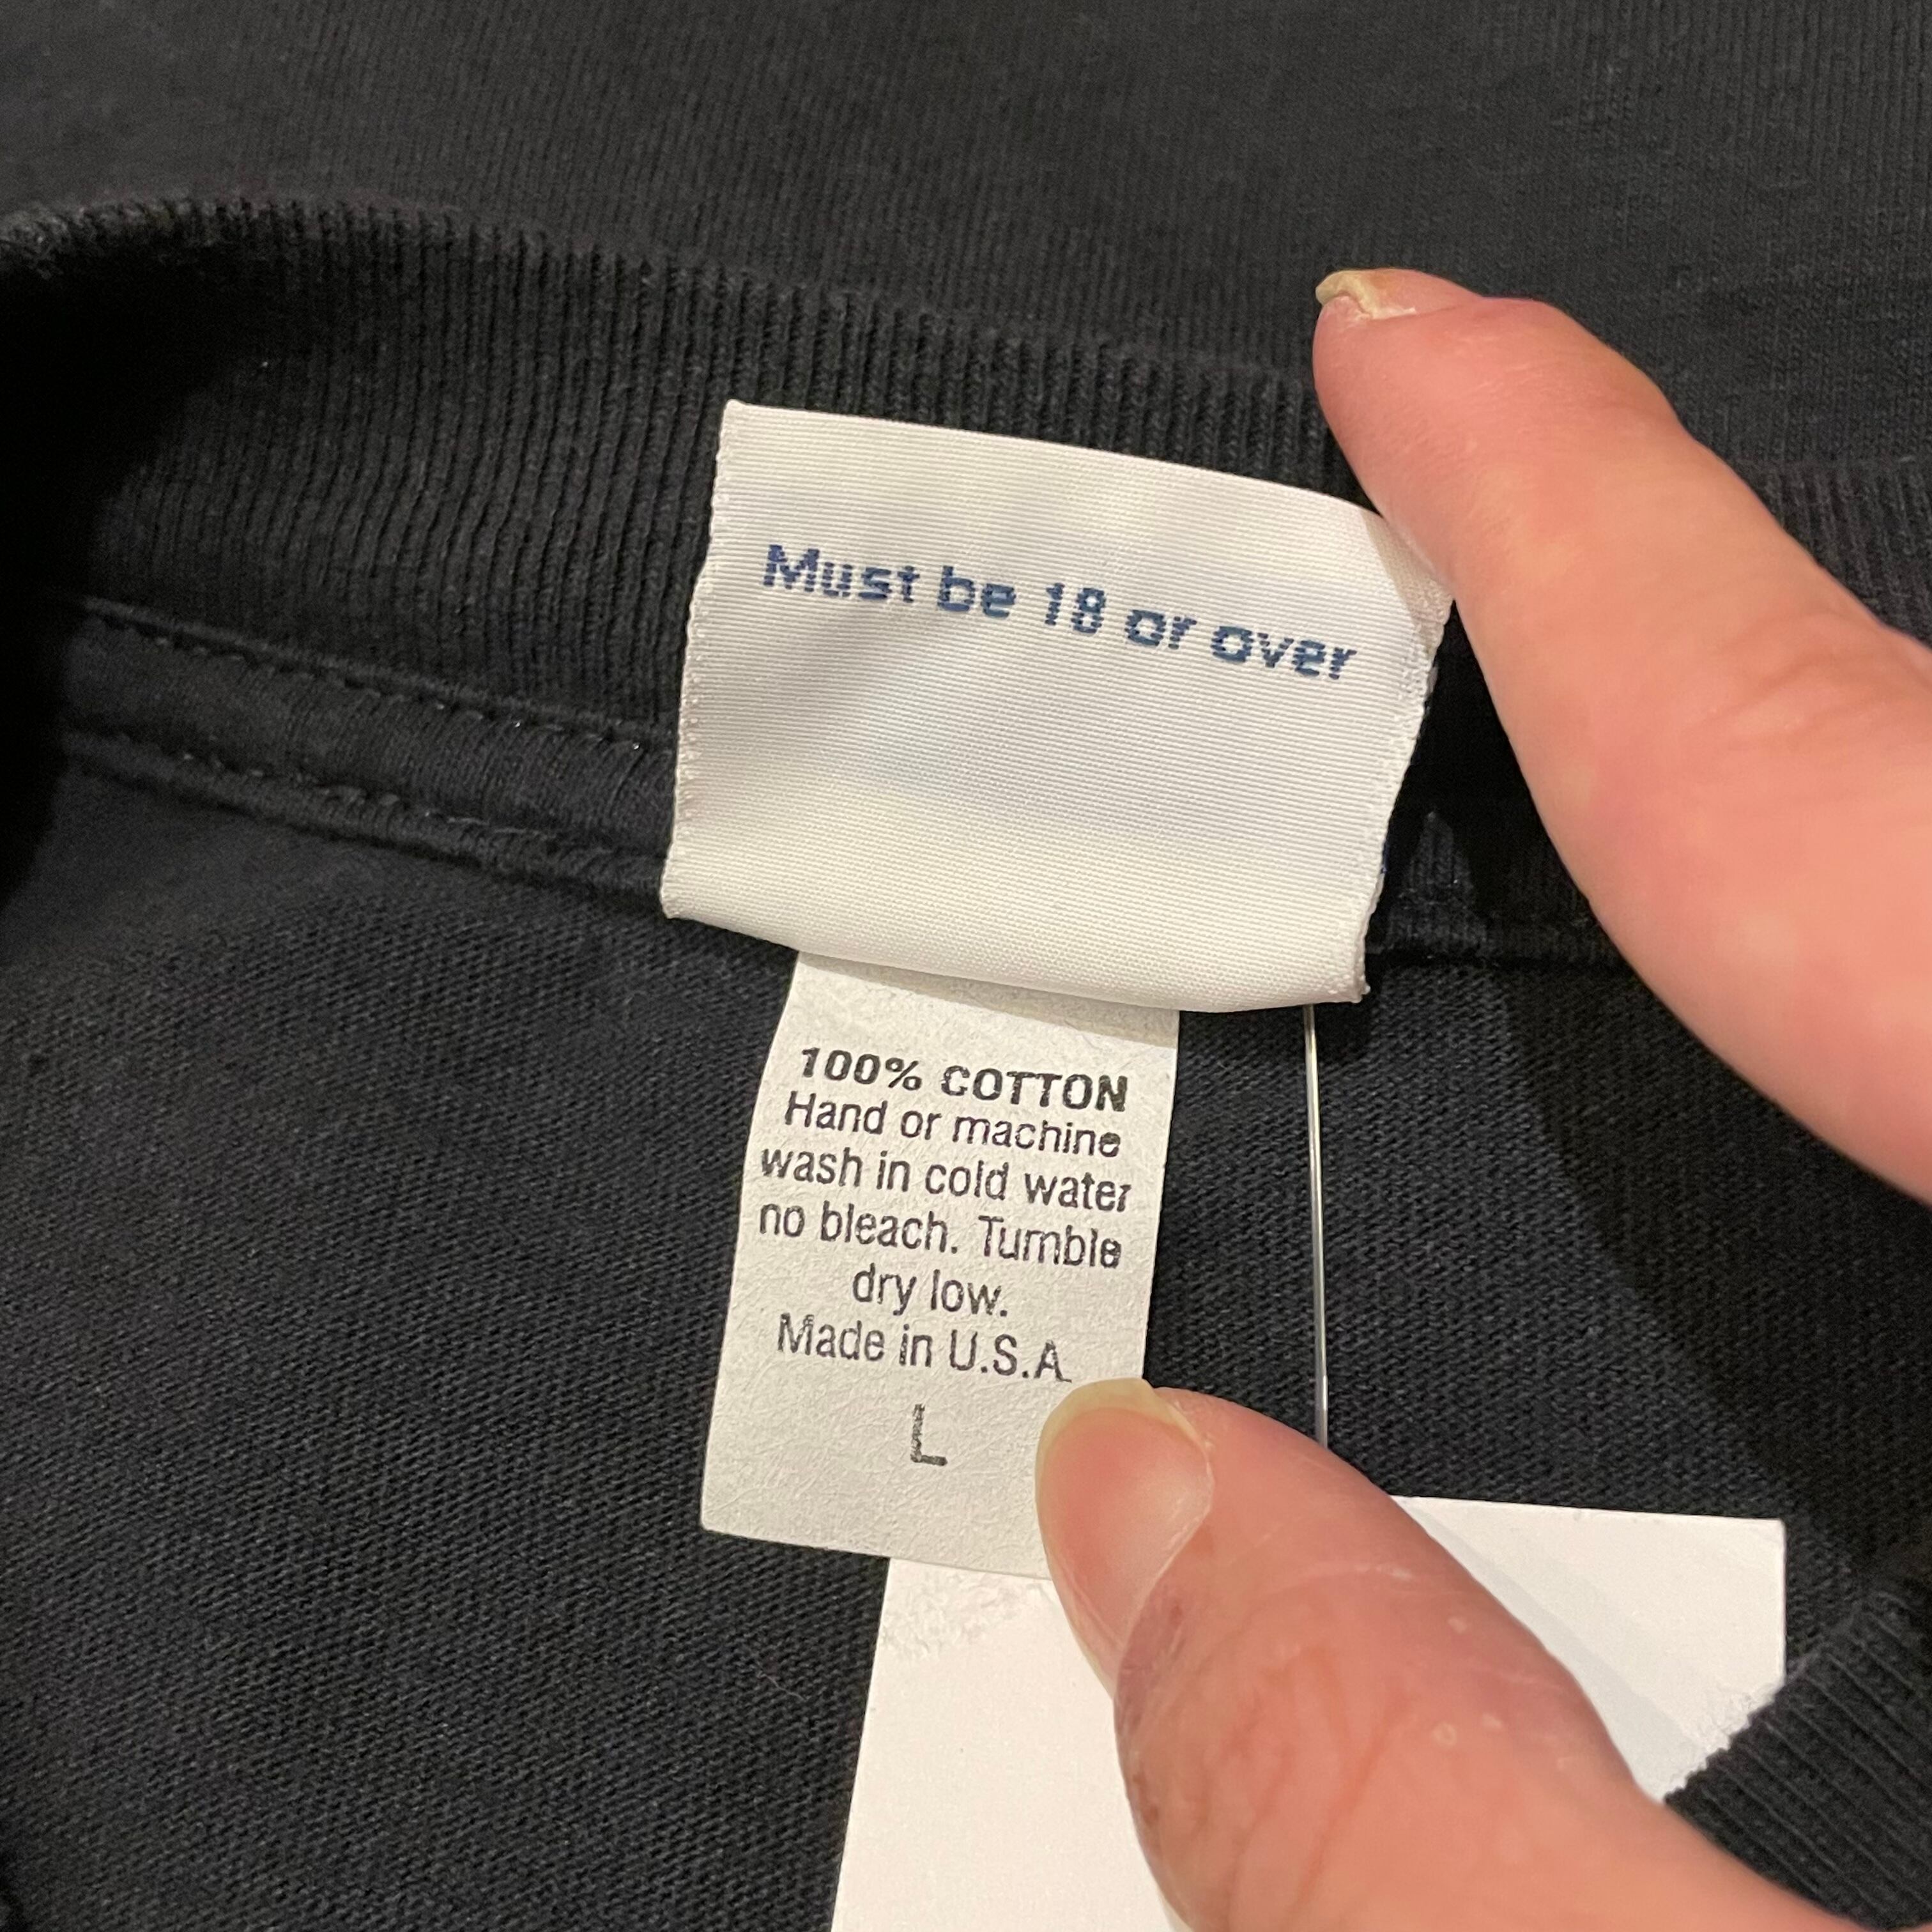 Must be 18 or over
100% COTTON
Hand or machine
wash in cold water
no bleach. Tumble
dry low.
Made in U.S.A
L